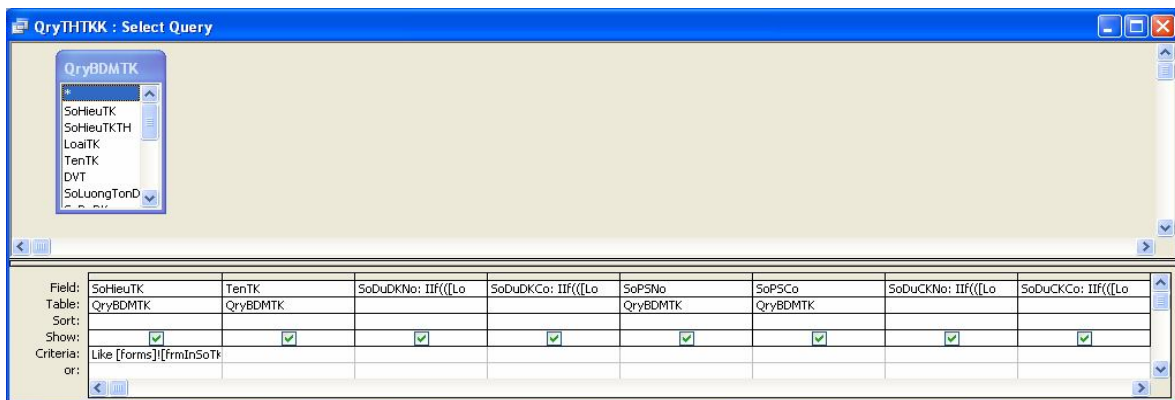 QryTHTKK : Select Query
QryBDMTK
*
SoHieuTK
SoHieuTKTH
LoaiTK
TenTK
DVT
SoLuongTonD
Field: SoHieuTK TenTK SoDuDKNo: IIf(([Lo SoDuDKCo: IIf(([Lo SoPSNo SoPSCo SoDuCKNo: IIf(([Lo SoDuCKCo: IIf(([Lo
Table: QryBDMTK QryBDMTK QryBDMTK QryBDMTK
Sort:
Show:
Criteria: Like [forms]![frmInSoTK
or: